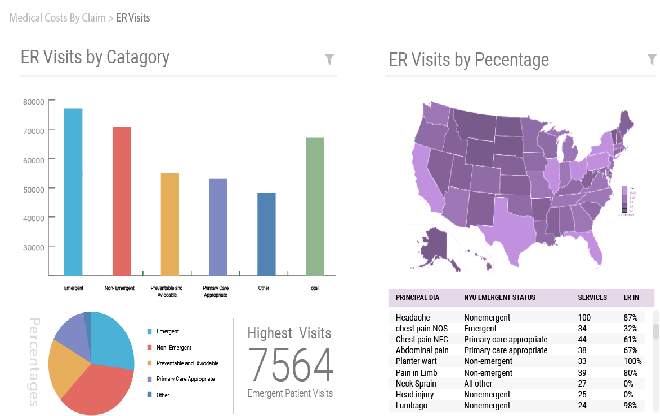 Medical Costs By Claim > ER Visits
ER Visits by Catagory
ER Visits by Pecentage
80000
70000
60000
50000
40000
30000
Emergent
Non-Emergent
Preventable and Avoidable
Primary Care Appropriate
Other
Total
Percentages
Emergent
Non-Emergent
Preventable and Avoidable
Primary Care Appropriate
Other
Highest Visits
7564
Emergent Patient Visits
PRINCIPAL DIA NYU EMERGENT STATUS SERVICES ER IN
Headache Nonemergent 100 87%
chest pain NOS Emergent 84 32%
Chest pain NEC Primary care appropriate 44 61%
Abdominal pain Primary care appropriate 38 67%
Planter wart Nonemergent 33 100%
Pain in Limb Nonemergent 39 80%
Neok Sprain All other 27 0%
Head injury Nonemergent 25 0%
Lumbago Nonemergent 24 98%